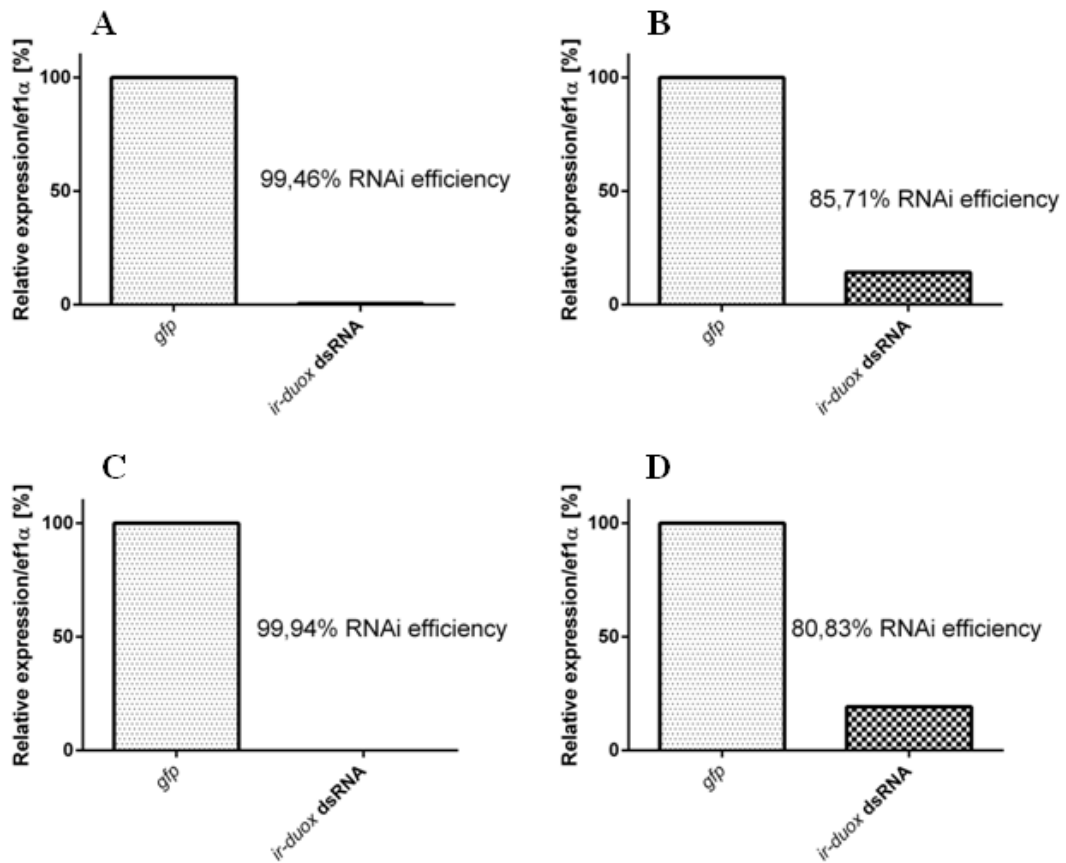 A
Relative expression/ef1α [%]
100
50
0
99,46% RNAi efficiency
gfp
ir-duox dsRNA
B
Relative expression/ef1α [%]
100
50
0
85,71% RNAi efficiency
gfp
ir-duox dsRNA
C
Relative expression/ef1α [%]
100
50
0
99,94% RNAi efficiency
gfp
ir-duox dsRNA
D
Relative expression/ef1α [%]
100
50
0
80,83% RNAi efficiency
gfp
ir-duox dsRNA